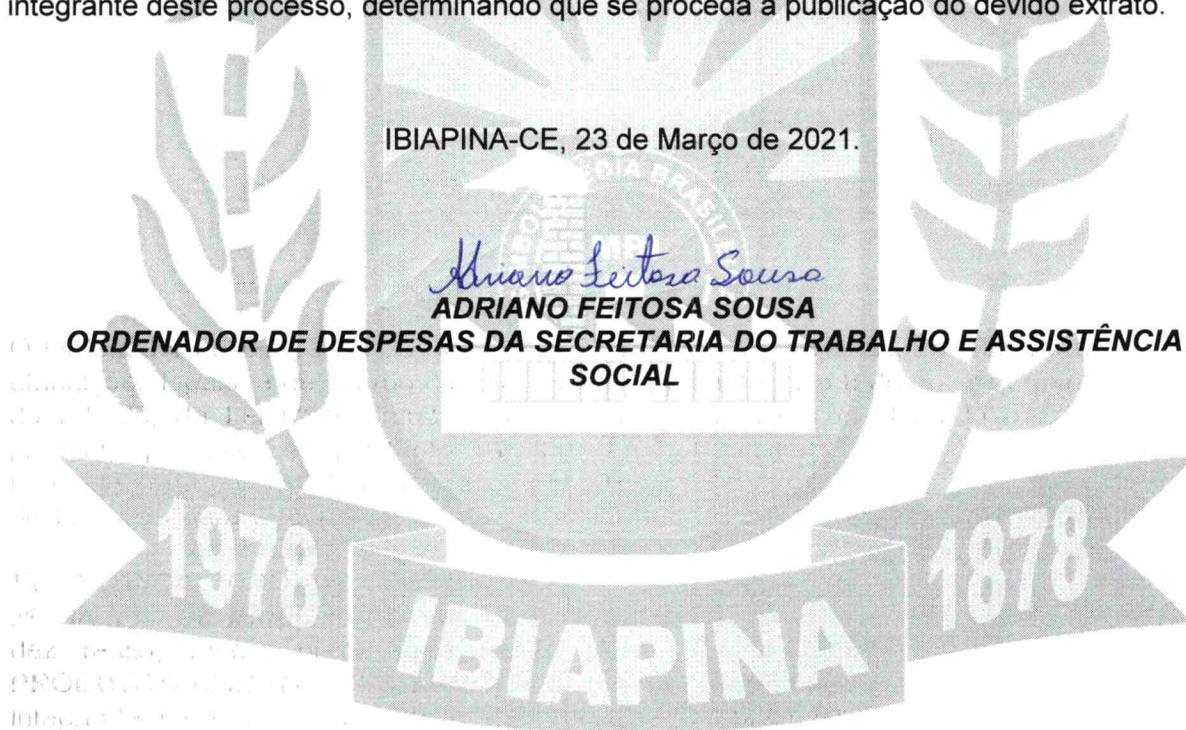 integrante deste processo, determinando que se proceda a publicação do devido extrato.
IBIAPINA-CE, 23 de Março de 2021.
Adriano Feitosa Sousa
ADRIANO FEITOSA SOUSA
ORDENADOR DE DESPESAS DA SECRETARIA DO TRABALHO E ASSISTÊNCIA
SOCIAL
1978
1878
IBIAPINA